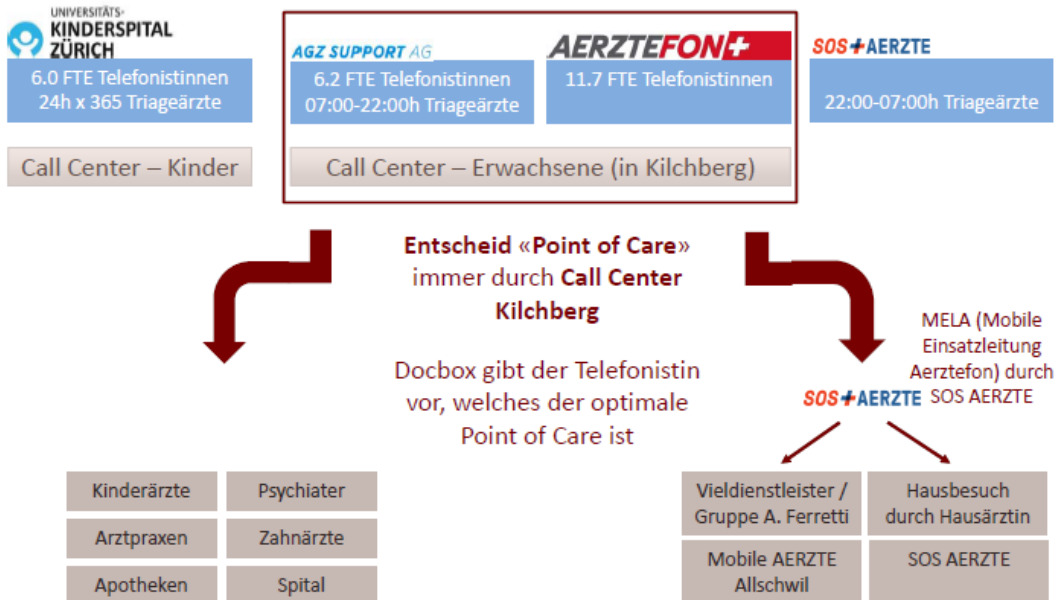 UNIVERSITÄTS-
KINDERSPITAL
ZÜRICH
6.0 FTE Telefonistinnen
24h x 365 Triageärzte
Call Center – Kinder
AGZ SUPPORT AG
6.2 FTE Telefonistinnen
07:00-22:00h Triageärzte
AERZTEFON
11.7 FTE Telefonistinnen
Call Center – Erwachsene (in Kilchberg)
SOS AERZTE
22:00-07:00h Triageärzte
Entscheid «Point of Care»
immer durch Call Center
Kilchberg
Docbox gibt der Telefonistin
vor, welches der optimale
Point of Care ist
MELA (Mobile
Einsatzleitung
Aerztefon) durch
SOS AERZTE SOS AERZTE
Kinderärzte
Psychiater
Arztpraxen
Zahnärzte
Apotheken
Spital
Vieldienstleister /
Gruppe A. Ferretti
Hausbesuch
durch Hausärztin
Mobile AERZTE
Allschwil
SOS AERZTE